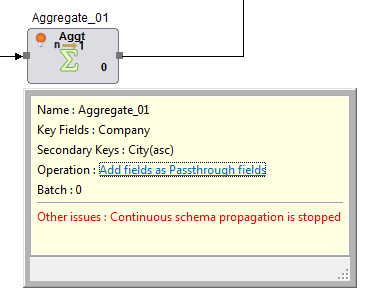 Aggregate_01
Aggt
n 1
0
Name : Aggregate_01
Key Fields : Company
Secondary Keys : City(asc)
Operation : Add fields as Passthrough fields
Batch : 0
Other issues : Continuous schema propagation is stopped